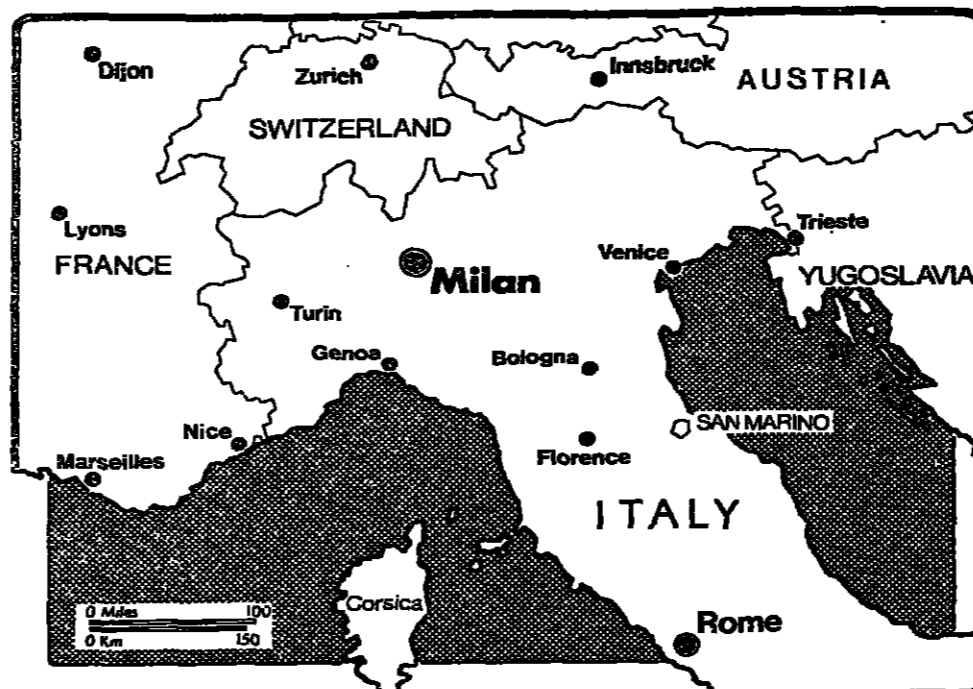 Dijon
Zurich
Innsbruck
AUSTRIA
SWITZERLAND
Lyons
Trieste
Venice
FRANCE
YUGOSLAVIA
Milan
Turin
Genoa
Bologna
SAN MARINO
Nice
Florence
Marseilles
ITALY
Corsica
0 Miles 100
0 Km 150
Rome